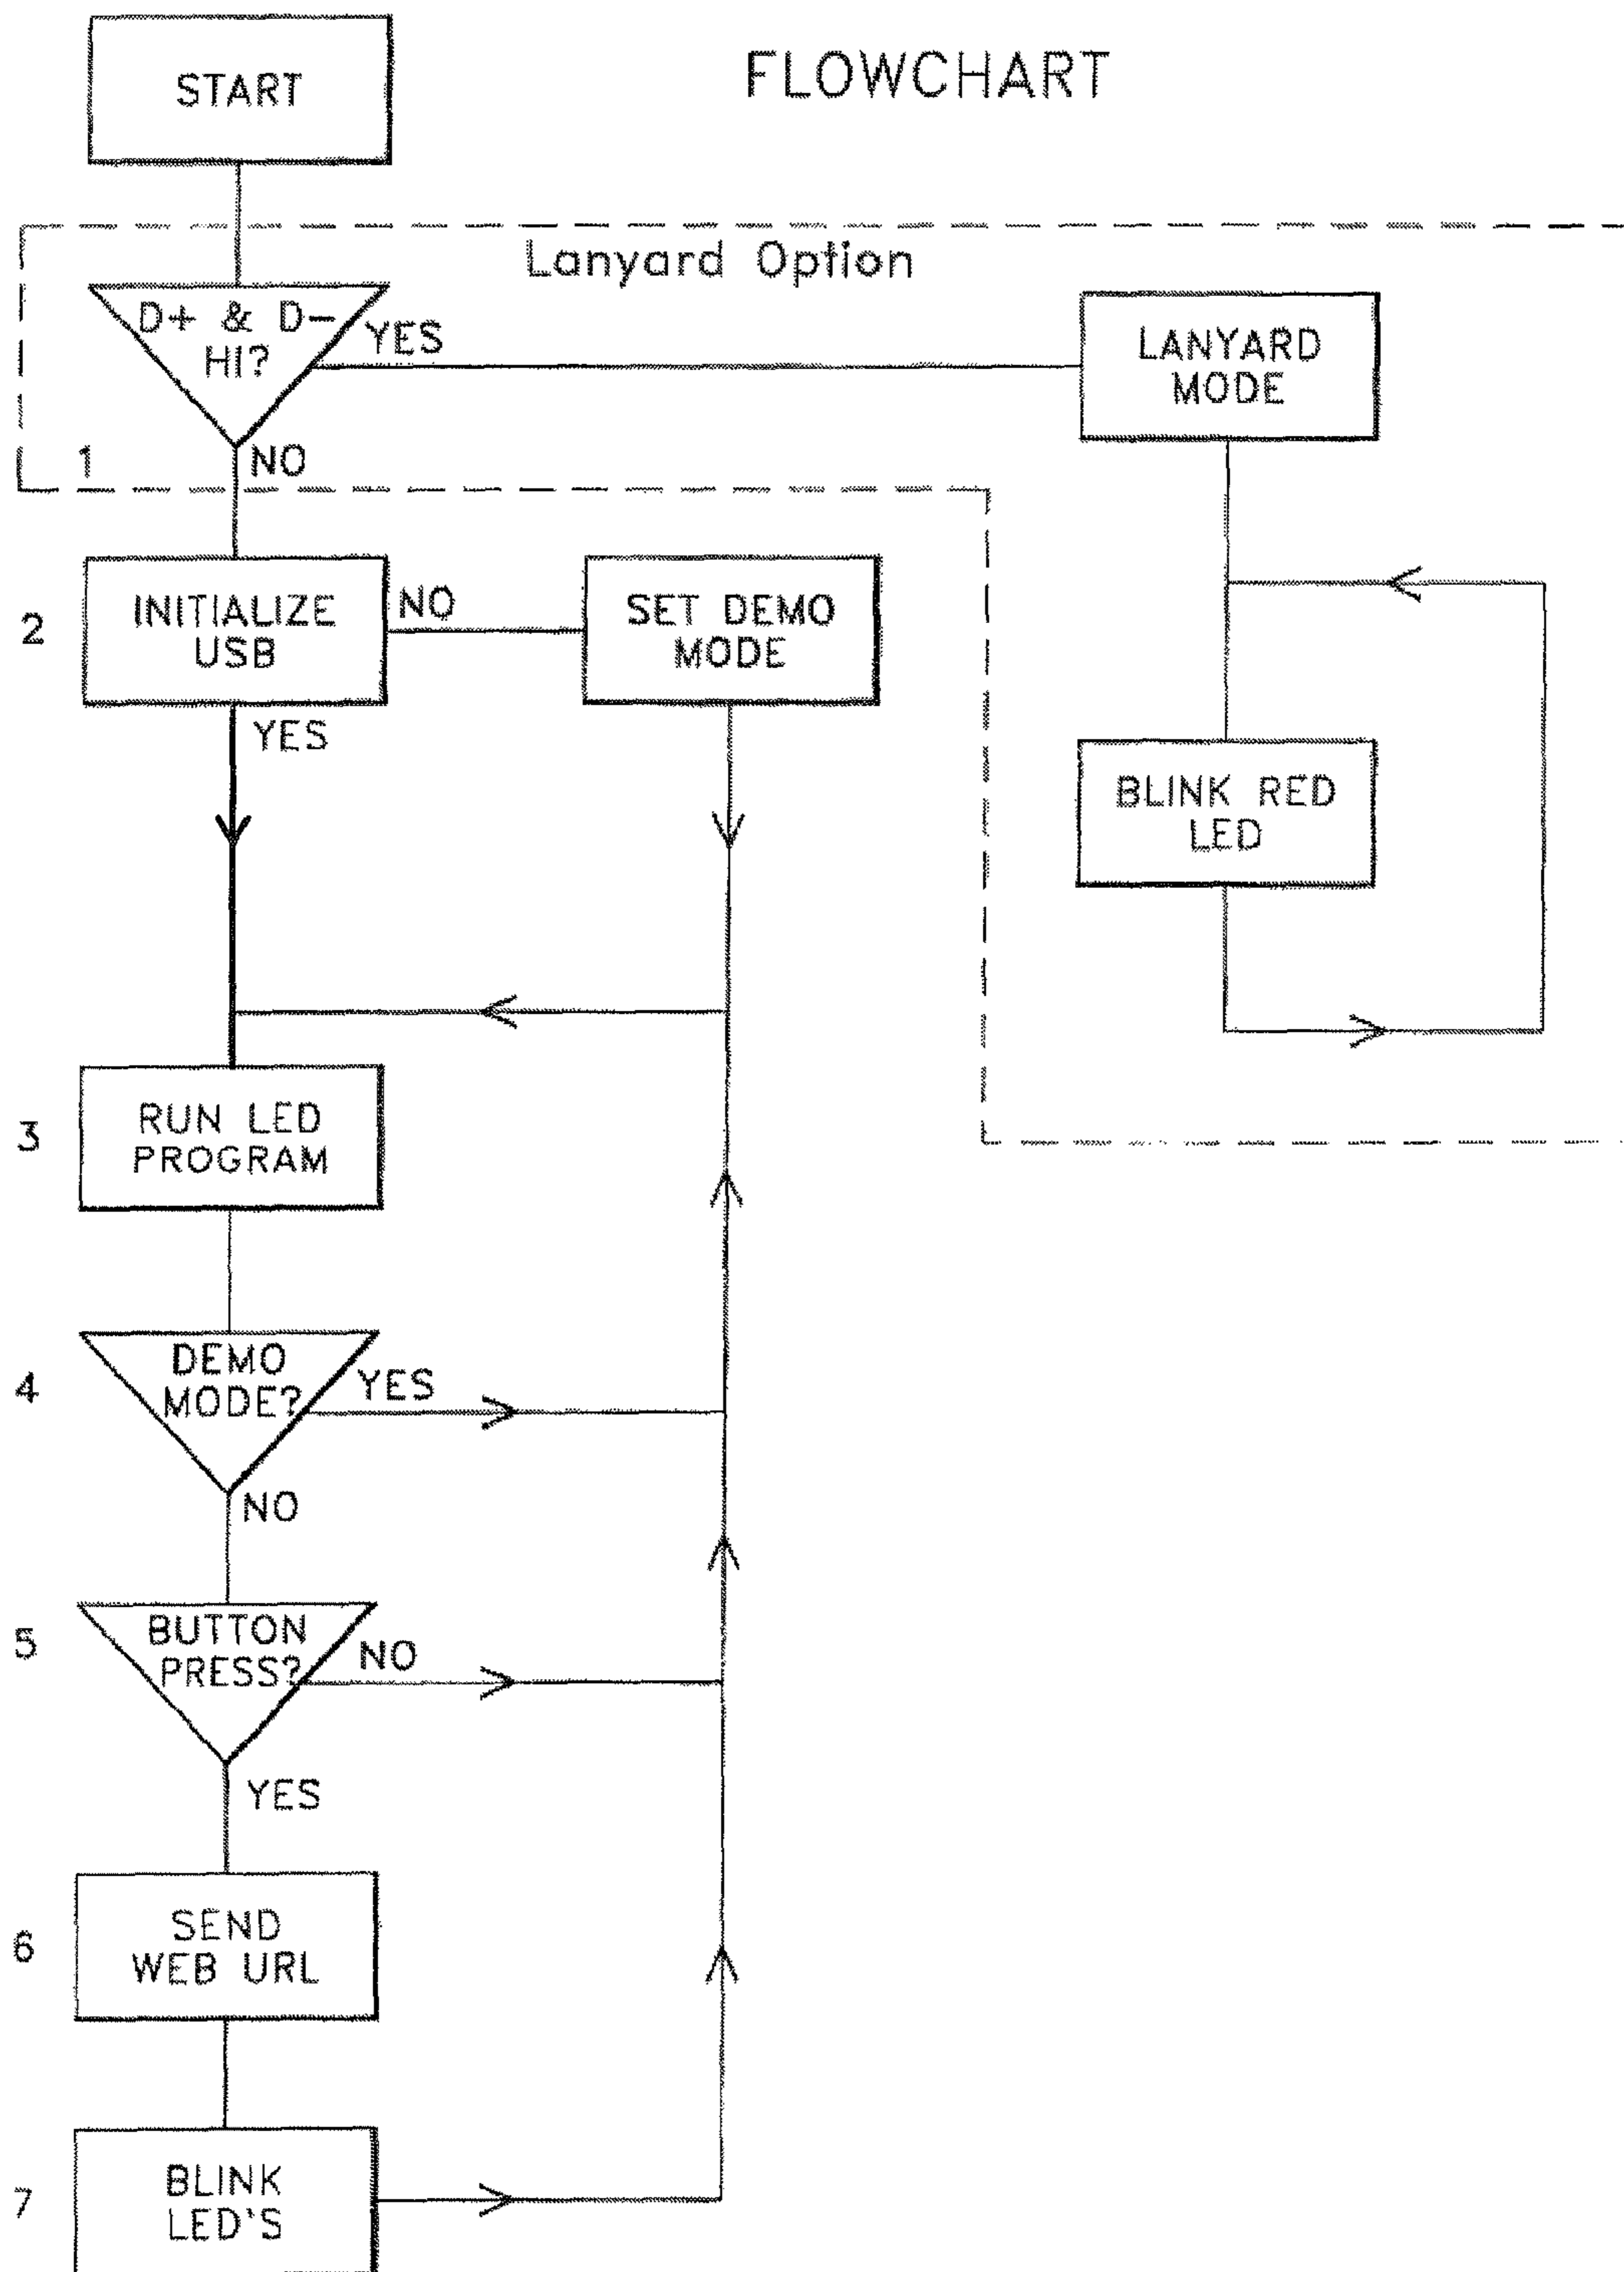 START
FLOWCHART
Lanyard Option
D+ & D-
HI?
YES
LANYARD
MODE
1
NO
2
INITIALIZE
USB
NO
SET DEMO
MODE
YES
BLINK RED
LED
3
RUN LED
PROGRAM
4
DEMO
MODE?
YES
NO
5
BUTTON
PRESS?
NO
YES
6
SEND
WEB URL
7
BLINK
LED'S